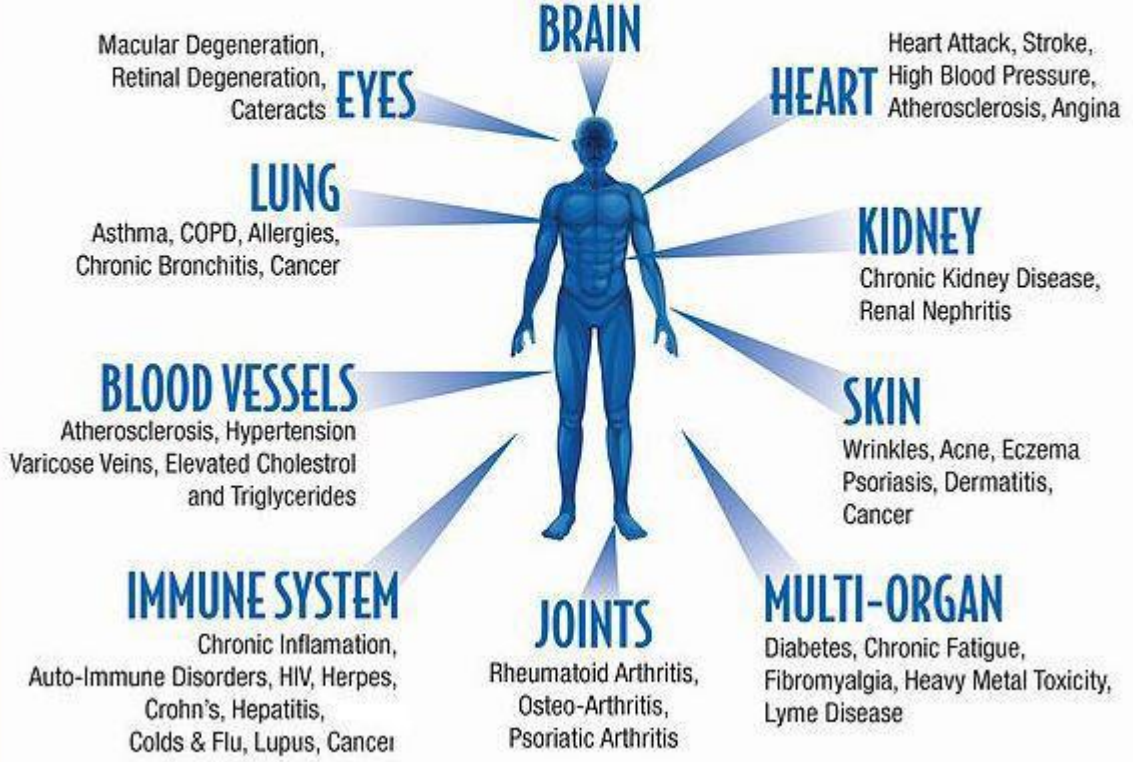 BRAIN
Macular Degeneration,
Retinal Degeneration,
Cateracts
EYES
Heart Attack, Stroke,
High Blood Pressure,
Atherosclerosis, Angina
HEART
LUNG
Asthma, COPD, Allergies,
Chronic Bronchitis, Cancer
KIDNEY
Chronic Kidney Disease,
Renal Nephritis
BLOOD VESSELS
Atherosclerosis, Hypertension
Varicose Veins, Elevated Cholestrol
and Triglycerides
SKIN
Wrinkles, Acne, Eczema
Psoriasis, Dermatitis,
Cancer
IMMUNE SYSTEM
Chronic Inflamation,
Auto-Immune Disorders, HIV, Herpes,
Crohn's, Hepatitis,
Colds & Flu, Lupus, Cancer
JOINTS
Rheumatoid Arthritis,
Osteo-Arthritis,
Psoriatic Arthritis
MULTI-ORGAN
Diabetes, Chronic Fatigue,
Fibromyalgia, Heavy Metal Toxicity,
Lyme Disease